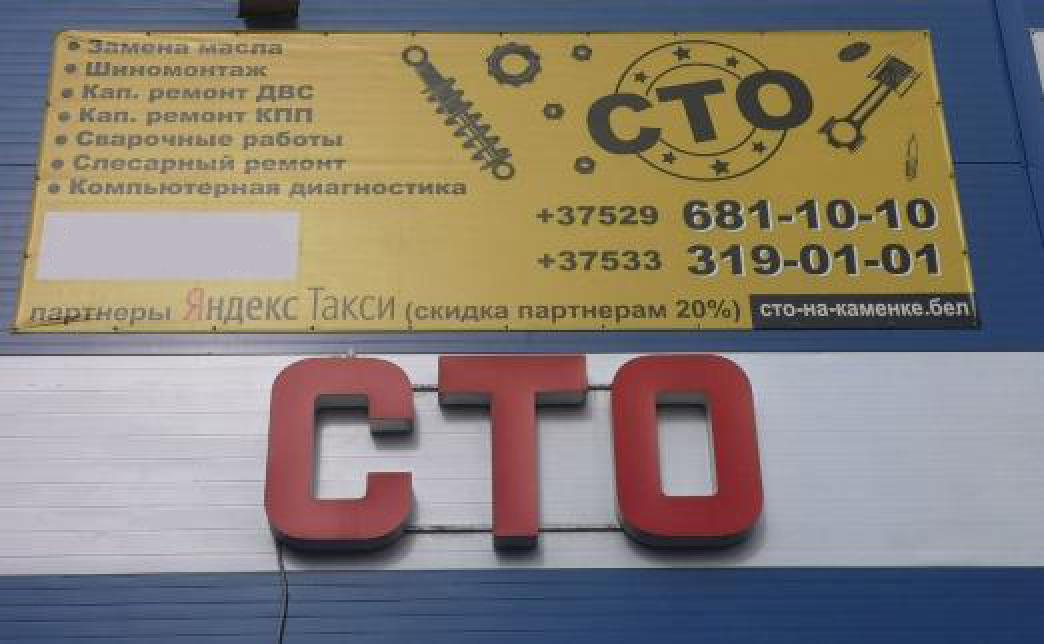 • Замена масла
• Шиномонтаж
• Кап. ремонт ДВС
• Кап. ремонт КПП
• Сварочные работы
• Слесарный ремонт
• Компьютерная диагностика
СТО
+37529 681-10-10
+37533 319-01-01
партнеры Яндекс Такси (скидка партнерам 20%) сто-на-каменке.бел
СТО